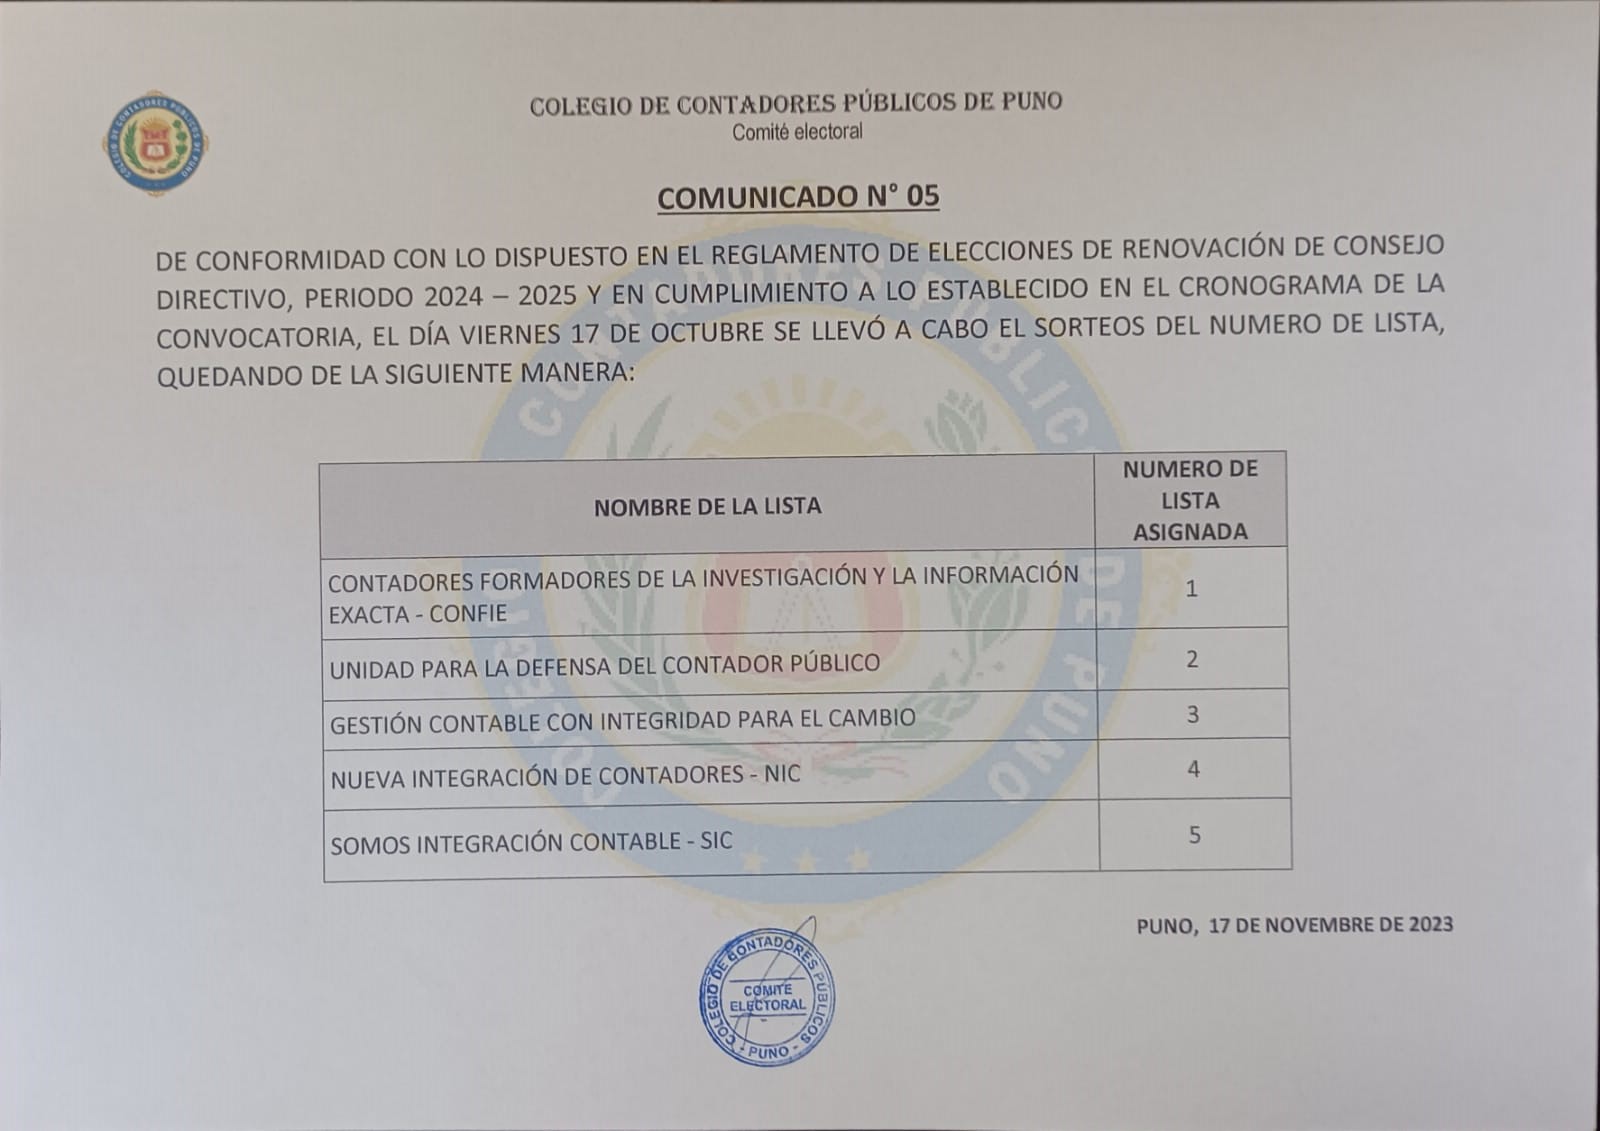 COLEGIO DE CONTADORES PÚBLICOS DE PUNO
COLEGIO DE CONTADORES PÚBLICOS DE PUNO
Comité electoral
COMUNICADO N° 05
DE CONFORMIDAD CON LO DISPUESTO EN EL REGLAMENTO DE ELECCIONES DE RENOVACIÓN DE CONSEJO
DIRECTIVO, PERIODO 2024 – 2025 Y EN CUMPLIMIENTO A LO ESTABLECIDO EN EL CRONOGRAMA DE LA
CONVOCATORIA, EL DÍA VIERNES 17 DE OCTUBRE SE LLEVÓ A CABO EL SORTEOS DEL NUMERO DE LISTA,
QUEDANDO DE LA SIGUIENTE MANERA:
NOMBRE DE LA LISTA
NUMERO DE
LISTA
ASIGNADA
CONTADORES FORMADORES DE LA INVESTIGACIÓN Y LA INFORMACIÓN
EXACTA - CONFIE
1
UNIDAD PARA LA DEFENSA DEL CONTADOR PÚBLICO
2
GESTIÓN CONTABLE CON INTEGRIDAD PARA EL CAMBIO
3
NUEVA INTEGRACIÓN DE CONTADORES - NIC
4
SOMOS INTEGRACIÓN CONTABLE - SIC
5
PUNO, 17 DE NOVIEMBRE DE 2023
COLEGIO DE CONTADORES PÚBLICOS
COMITE
ELECTORAL
- PUNO -